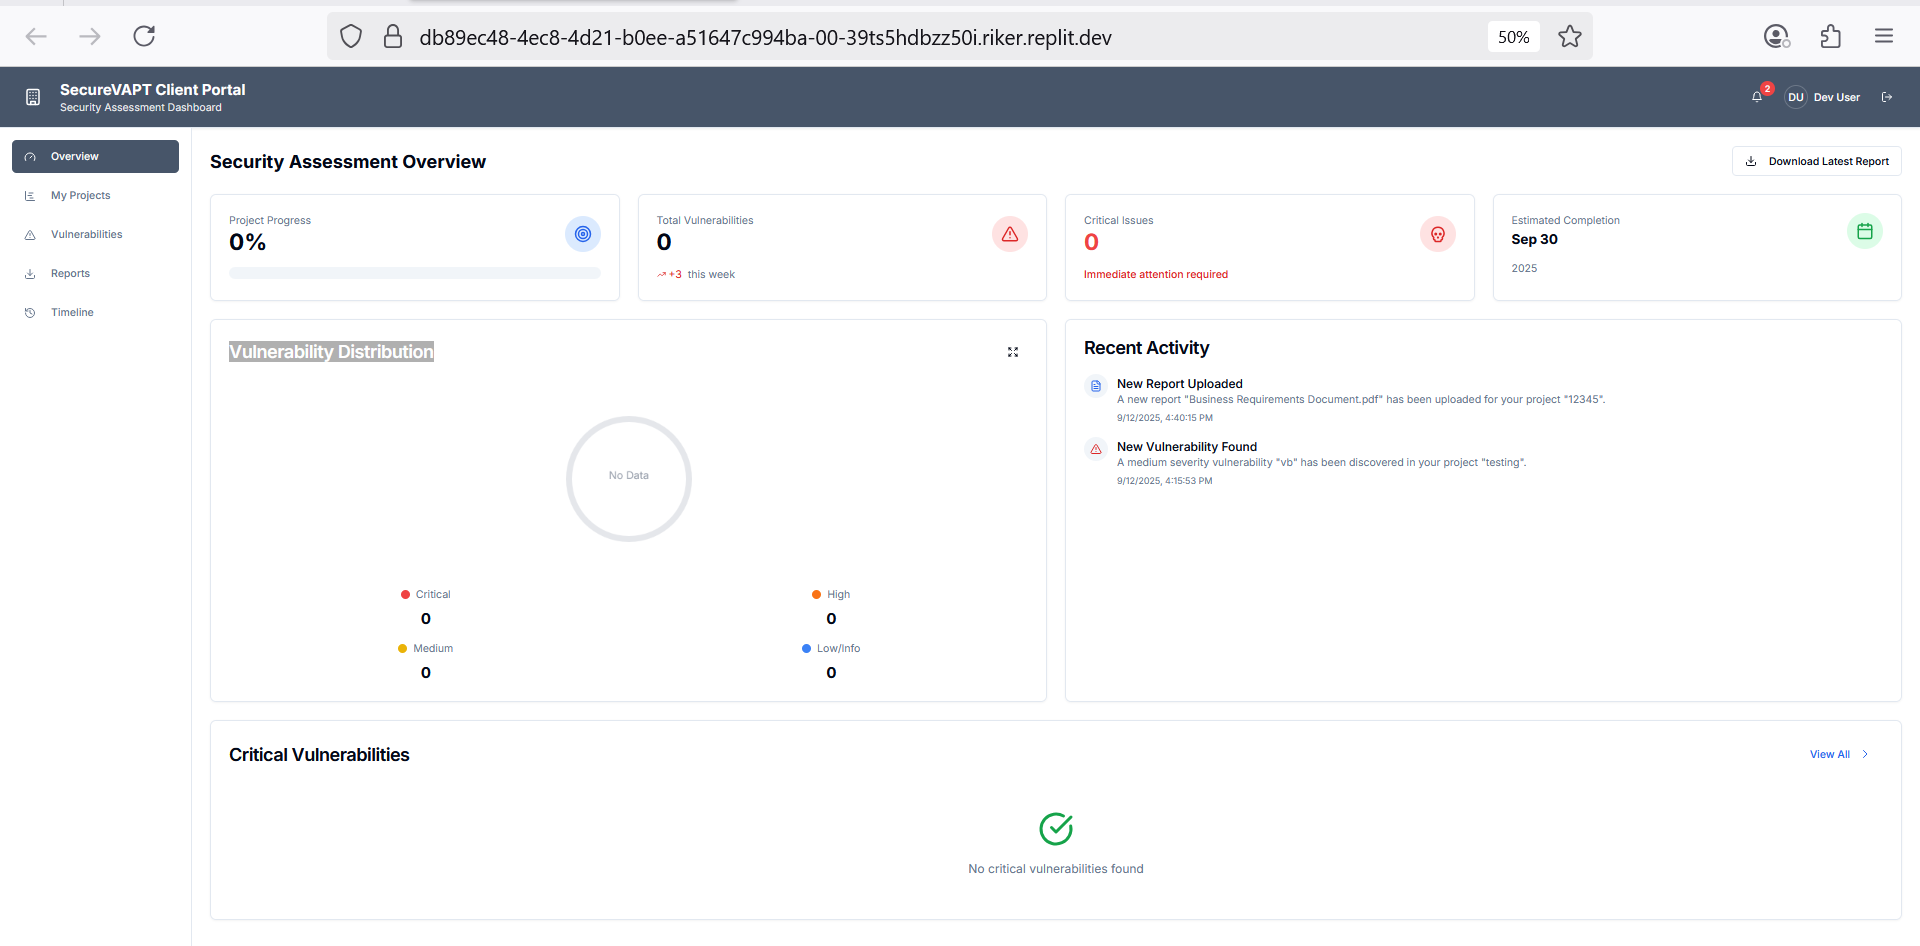 db89ec48-4ec8-4d21-b0ee-a51647c994ba-00-39ts5hdbzz50i.riker.replit.dev
50%
SecureVAPT Client Portal
Security Assessment Dashboard
2
DU Dev User
Overview
My Projects
Vulnerabilities
Reports
Timeline
Security Assessment Overview
Download Latest Report
Project Progress
0%
Total Vulnerabilities
0
+3 this week
Critical Issues
0
Immediate attention required
Estimated Completion
Sep 30
2025
Vulnerability Distribution
No Data
Critical
0
High
0
Medium
0
Low/Info
0
Recent Activity
New Report Uploaded
A new report "Business Requirements Document.pdf" has been uploaded for your project "12345".
9/12/2025, 4:40:15 PM
New Vulnerability Found
A medium severity vulnerability "vb" has been discovered in your project "testing".
9/12/2025, 4:15:53 PM
Critical Vulnerabilities
View All
No critical vulnerabilities found